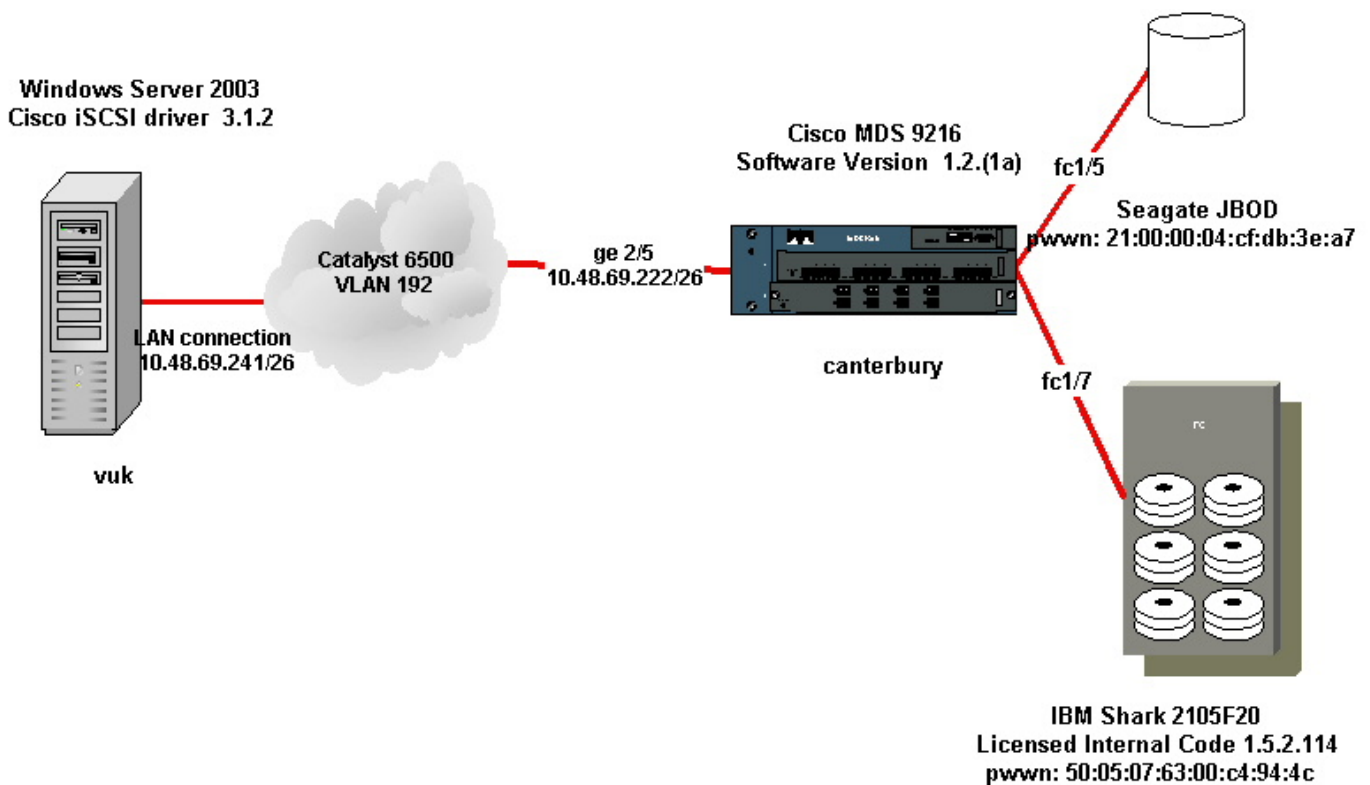 Windows Server 2003
Cisco iSCSI driver 3.1.2
Cisco MDS 9216
Software Version 1.2.(1a)
fc1/5
Seagate JBOD
pwwn: 21:00:00:04:cf:db:3e:a7
Catalyst 6500
VLAN 192
ge 2/5
10.48.69.222/26
LAN connection
10.48.69.241/26
canterbury
fc1/7
vuk
IBM Shark 2105F20
Licensed Internal Code 1.5.2.114
pwwn: 50:05:07:63:00:c4:94:4c